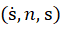 (ṡ, n, s)